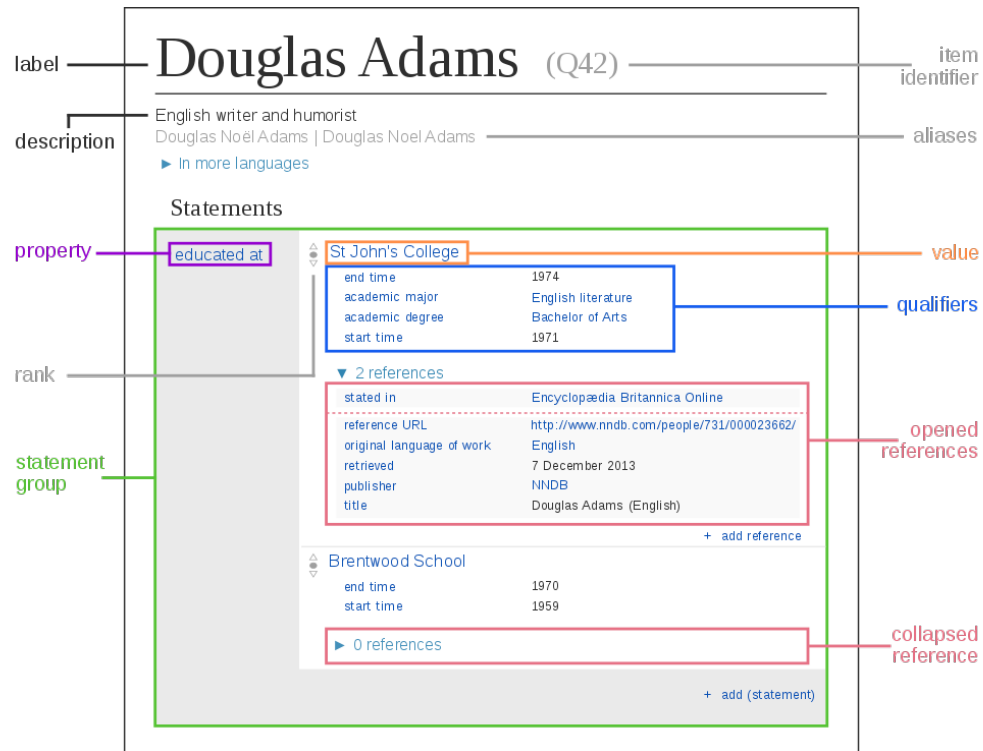 label
Douglas Adams (Q42)
item
identifier
description
English writer and humorist
Douglas Noël Adams | Douglas Noel Adams
aliases
► In more languages
Statements
property
educated at
St John's College
value
end time 1974
academic major English literature
academic degree Bachelor of Arts
start time 1971
qualifiers
rank
▼ 2 references
stated in Encyclopædia Britannica Online
reference URL http://www.nndb.com/people/731/000023662/
original language of work English
retrieved 7 December 2013
publisher NNDB
title Douglas Adams (English)
opened
references
statement
group
+ add reference
Brentwood School
end time 1970
start time 1959
► 0 references
collapsed
reference
+ add (statement)